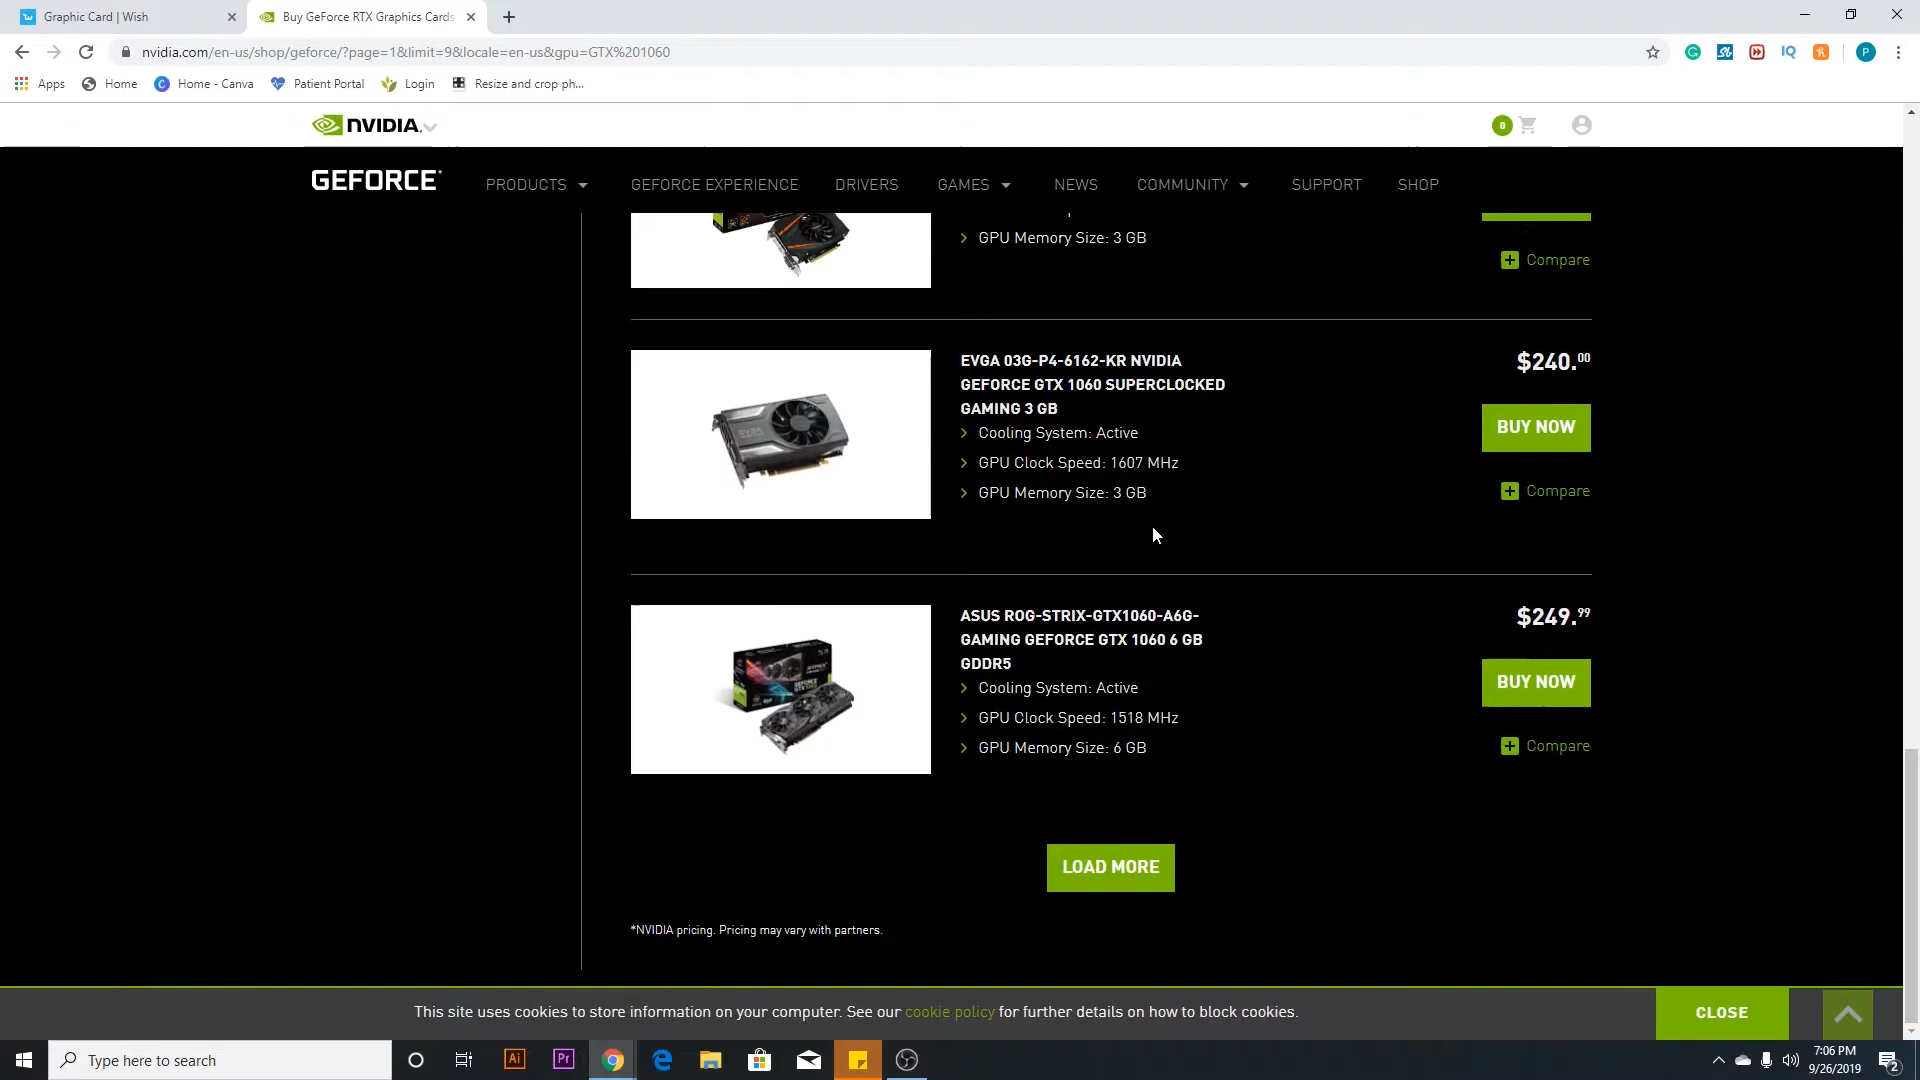 Graphic Card | Wish
Buy GeForce RTX Graphics Cards
nvidia.com/en-us/shop/geforce/?page=1&limit=9&locale=en-us&gpu=GTX%201060
IQ
P
Apps
Home
Home - Canva
Patient Portal
Login
Resize and crop ph...
NVIDIA.
0
GEFORCE
PRODUCTS
GEFORCE EXPERIENCE
DRIVERS
GAMES
NEWS
COMMUNITY
SUPPORT
SHOP
GPU Memory Size: 3 GB
Compare
EVGA 03G-P4-6162-KR NVIDIA
GEFORCE GTX 1060 SUPERCLOCKED
GAMING 3 GB
Cooling System: Active
GPU Clock Speed: 1607 MHz
GPU Memory Size: 3 GB
$240.00
BUY NOW
Compare
ASUS ROG-STRIX-GTX1060-A6G-
GAMING GEFORCE GTX 1060 6 GB
GDDR5
Cooling System: Active
GPU Clock Speed: 1518 MHz
GPU Memory Size: 6 GB
$249.99
BUY NOW
Compare
LOAD MORE
*NVIDIA pricing. Pricing may vary with partners.
This site uses cookies to store information on your computer. See our cookie policy for further details on how to block cookies.
CLOSE
Type here to search
Ai
Pr
7:06 PM
9/26/2019
2